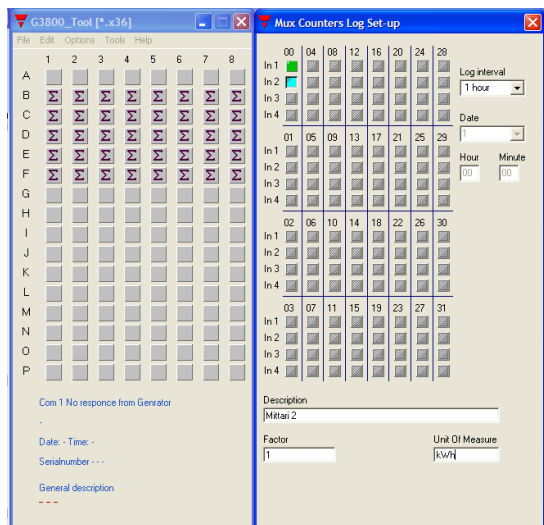 G3800_Tool [*.x36]
File Edit Options Tools Help
1 2 3 4 5 6 7 8
A
B Σ Σ Σ Σ Σ Σ Σ Σ
C Σ Σ Σ Σ Σ Σ Σ Σ
D Σ Σ Σ Σ Σ Σ Σ Σ
E Σ Σ Σ Σ Σ Σ Σ Σ
F Σ Σ Σ Σ Σ Σ Σ Σ
G
H
I
J
K
L
M
N
O
P
Com 1 No responce from Genrator
-
Date: - Time: -
Serialnumber - - -
General description
- - -
Mux Counters Log Set-up
00 04 08 12 16 20 24 28
In 1
In 2
In 3
In 4
01 05 09 13 17 21 25 29
In 1
In 2
In 3
In 4
02 06 10 14 18 22 26 30
In 1
In 2
In 3
In 4
03 07 11 15 19 23 27 31
In 1
In 2
In 3
In 4
Log interval
1 hour
Date
1
Hour Minute
00 00
Description
Mittari 2
Factor Unit Of Measure
1 kWh